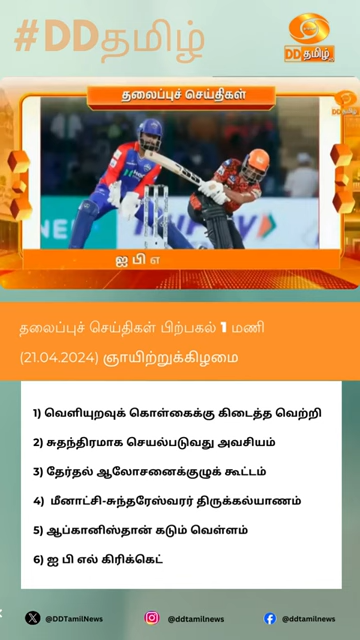 #DDதமிழ்
DDதமிழ்
தலைப்புச் செய்திகள்
DDதமிழ்
ஐ பி எ
தலைப்புச் செய்திகள் பிற்பகல் 1 மணி
(21.04.2024) ஞாயிற்றுக்கிழமை
1) வெளியுறவுக் கொள்கைக்கு கிடைத்த வெற்றி
2) சுதந்திரமாக செயல்படுவது அவசியம்
3) தேர்தல் ஆலோசனைக்குழுக் கூட்டம்
4) மீனாட்சி-சுந்தரேஸ்வரர் திருக்கல்யாணம்
5) ஆப்கானிஸ்தான் கடும் வெள்ளம்
6) ஐ பி எல் கிரிக்கெட்
@DDTamilNews @ddtamilnews @ddtamilnews